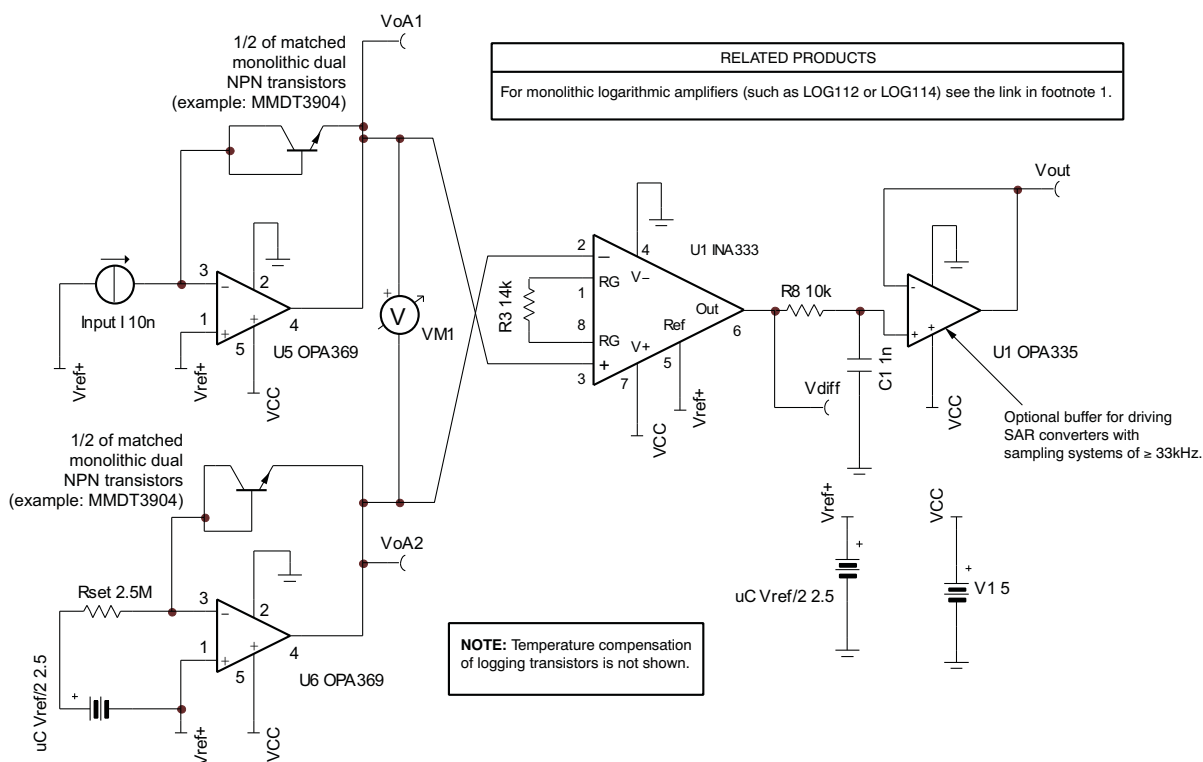 VoA1
1/2 of matched
monolithic dual
NPN transistors
(example: MMDT3904)
RELATED PRODUCTS
For monolithic logarithmic amplifiers (such as LOG112 or LOG114) see the link in footnote 1.
Input I 10n
Vref+
3
2
1
5
4
−
+
+
Vref+
VCC
U5 OPA369
+
V
VM1
2
3
1
8
R3 14k
−
RG
RG
+
4
V−
U1 INA333
Out
6
Ref
5
V+
7
VCC
Vref+
R8 10k
Vdiff
C1 1n
Vout
-
+
+
U1 OPA335
VCC
Optional buffer for driving
SAR converters with
sampling systems of ≥ 33kHz.
1/2 of matched
monolithic dual
NPN transistors
(example: MMDT3904)
VoA2
Rset 2.5M
3
2
1
5
4
−
+
+
U6 OPA369
uC Vref/2 2.5
+
Vref+
VCC
NOTE: Temperature compensation
of logging transistors is not shown.
Vref+
+
uC Vref/2 2.5
VCC
+
V1 5